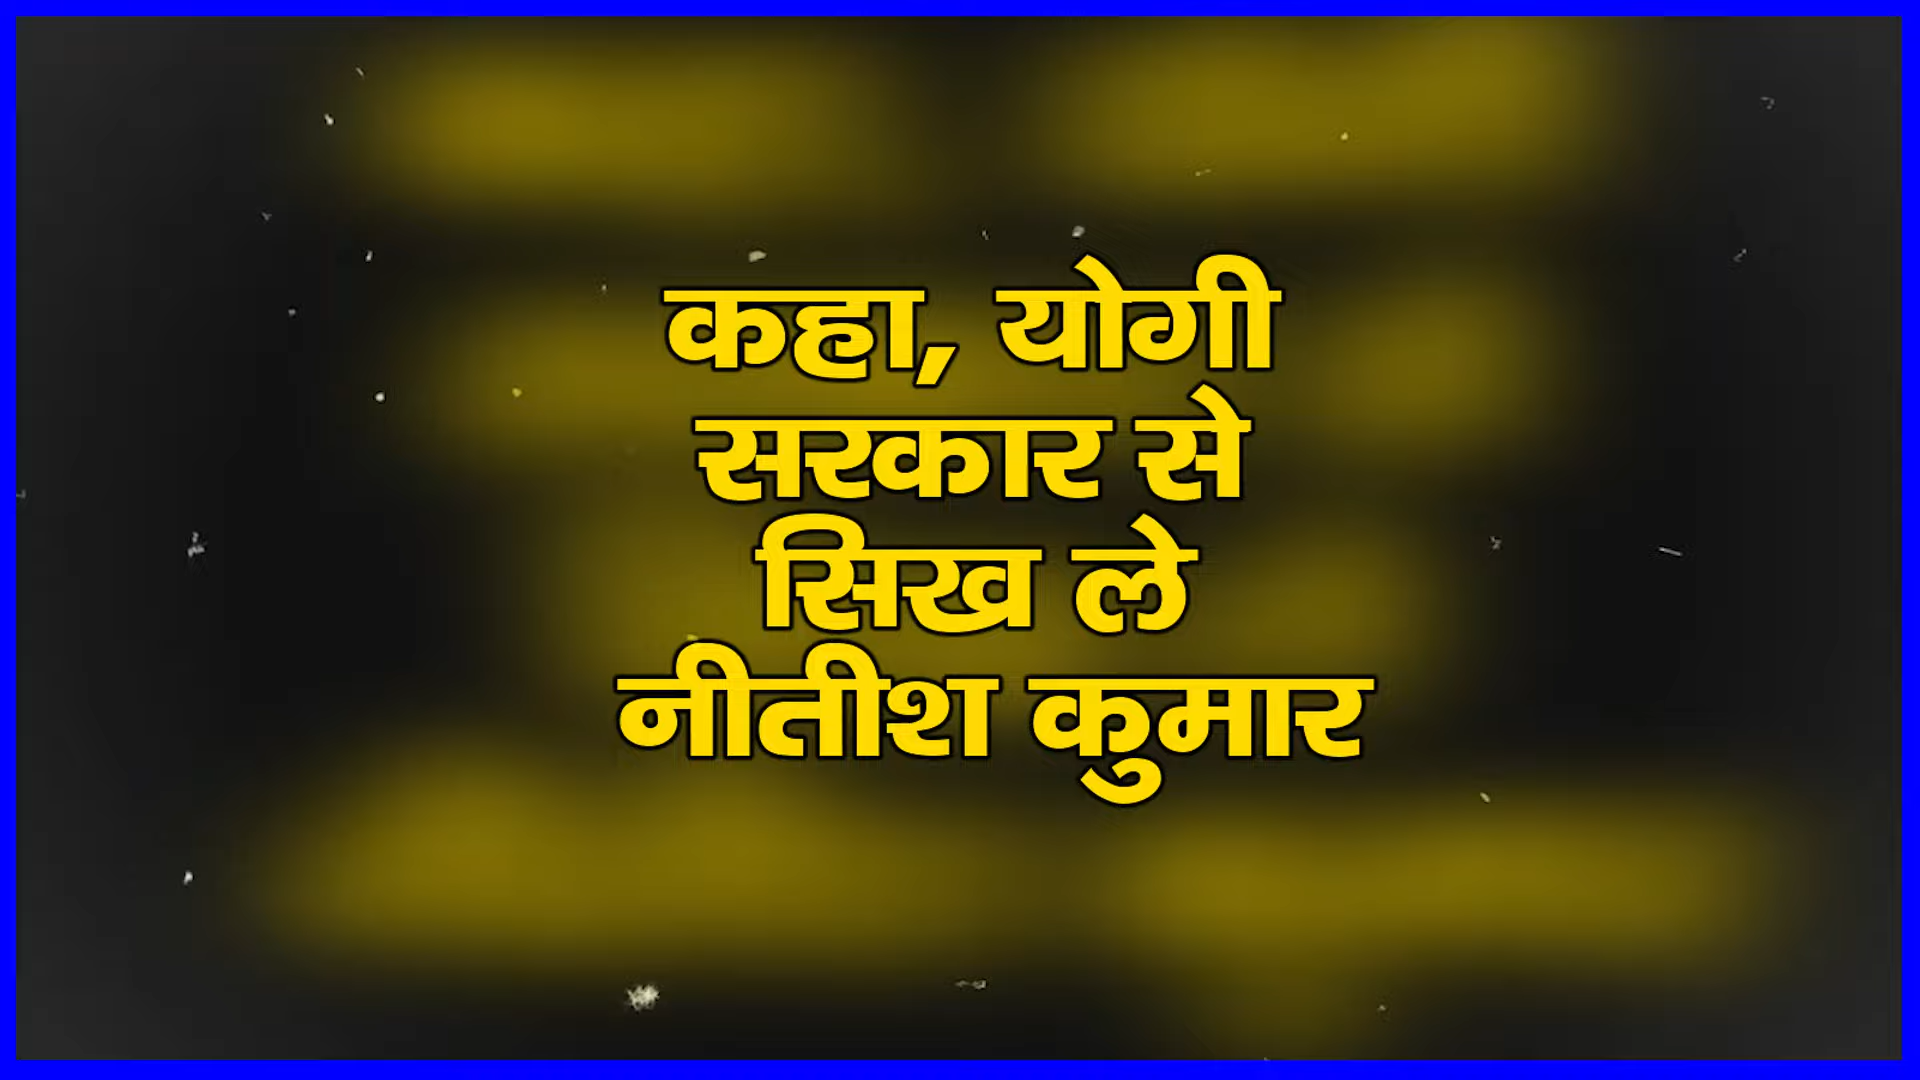 कहा, योगी
सरकार से
सिख ले
नीतीश कुमार